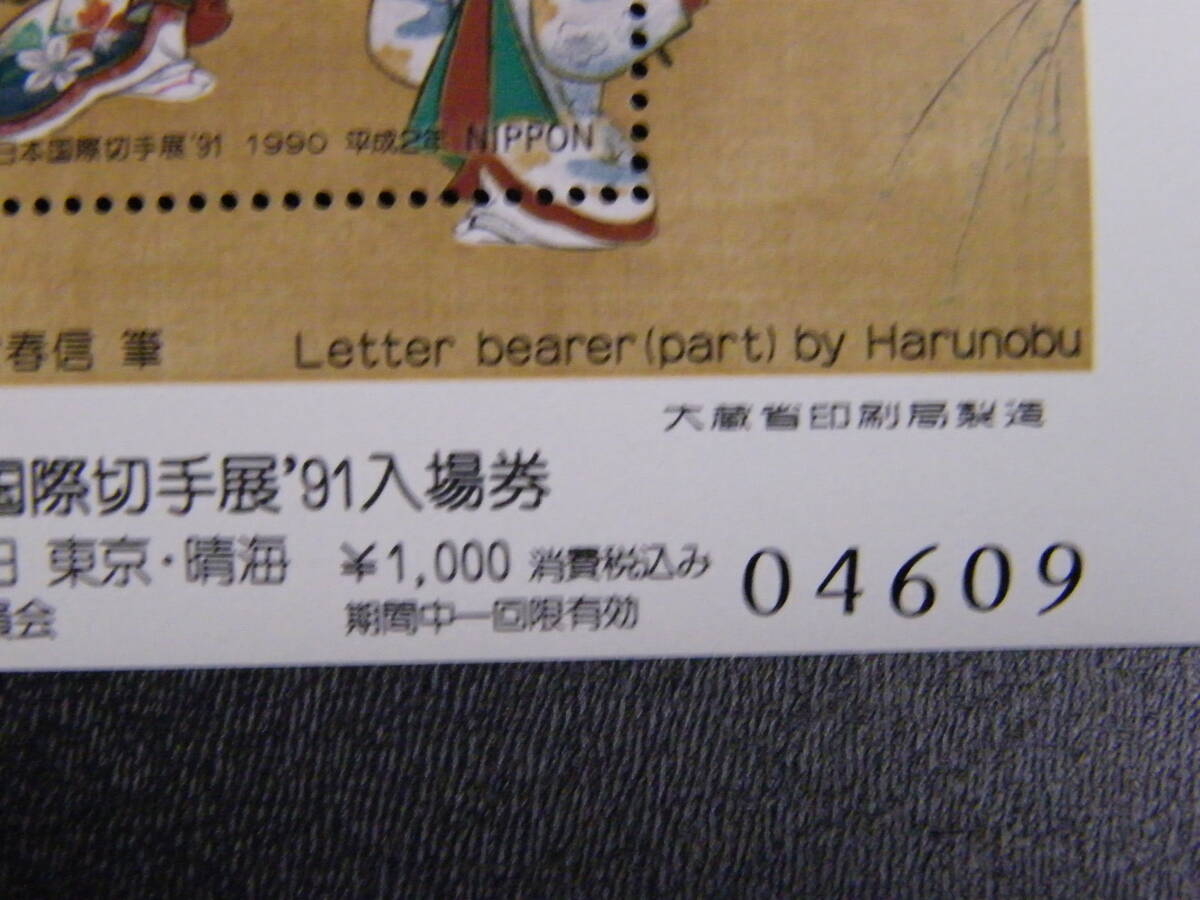 日本国際切手展'91 1990 平成2年 NIPPON
春信 筆 Letter bearer (part) by Harunobu
大蔵省印刷局製造
国際切手展'91入場券
日 東京・晴海 ¥1,000 消費税込み 04609
員会 期間中一回限有効